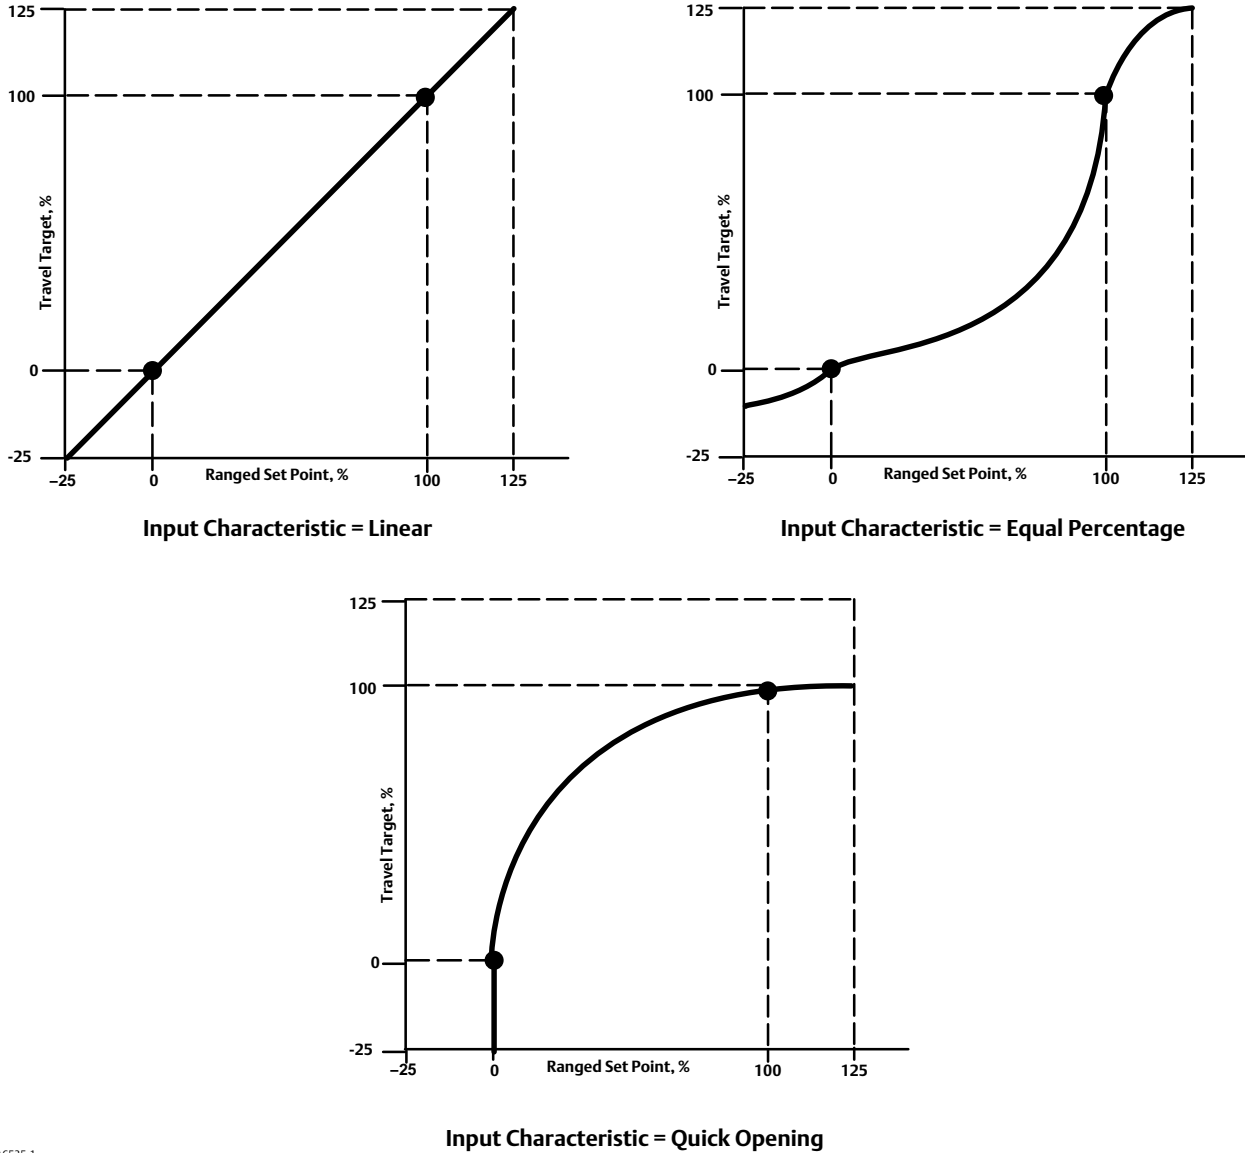 125
100
Travel Target, %
0
-25
−25
0
Ranged Set Point, %
100
125
Input Characteristic = Linear
125
100
Travel Target, %
0
-25
−25
0
Ranged Set Point, %
100
125
Input Characteristic = Equal Percentage
125
100
Travel Target, %
0
-25
−25
0
Ranged Set Point, %
100
125
Input Characteristic = Quick Opening